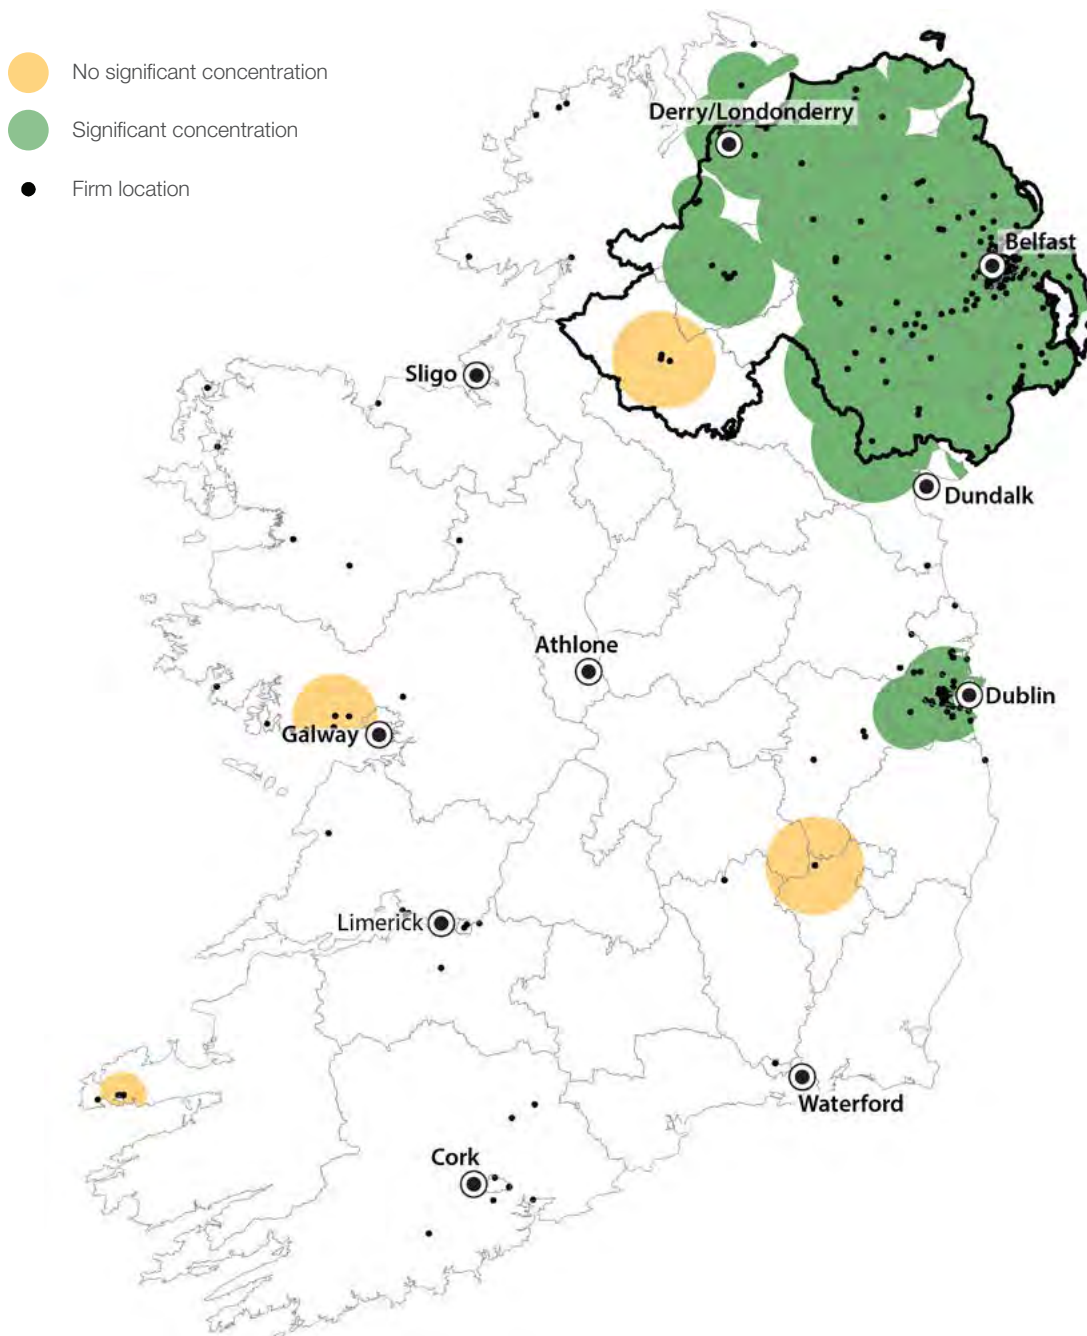 No significant concentration
Significant concentration
Firm location
Derry/Londonderry
Belfast
Sligo
Dundalk
Athlone
Dublin
Galway
Limerick
Waterford
Cork